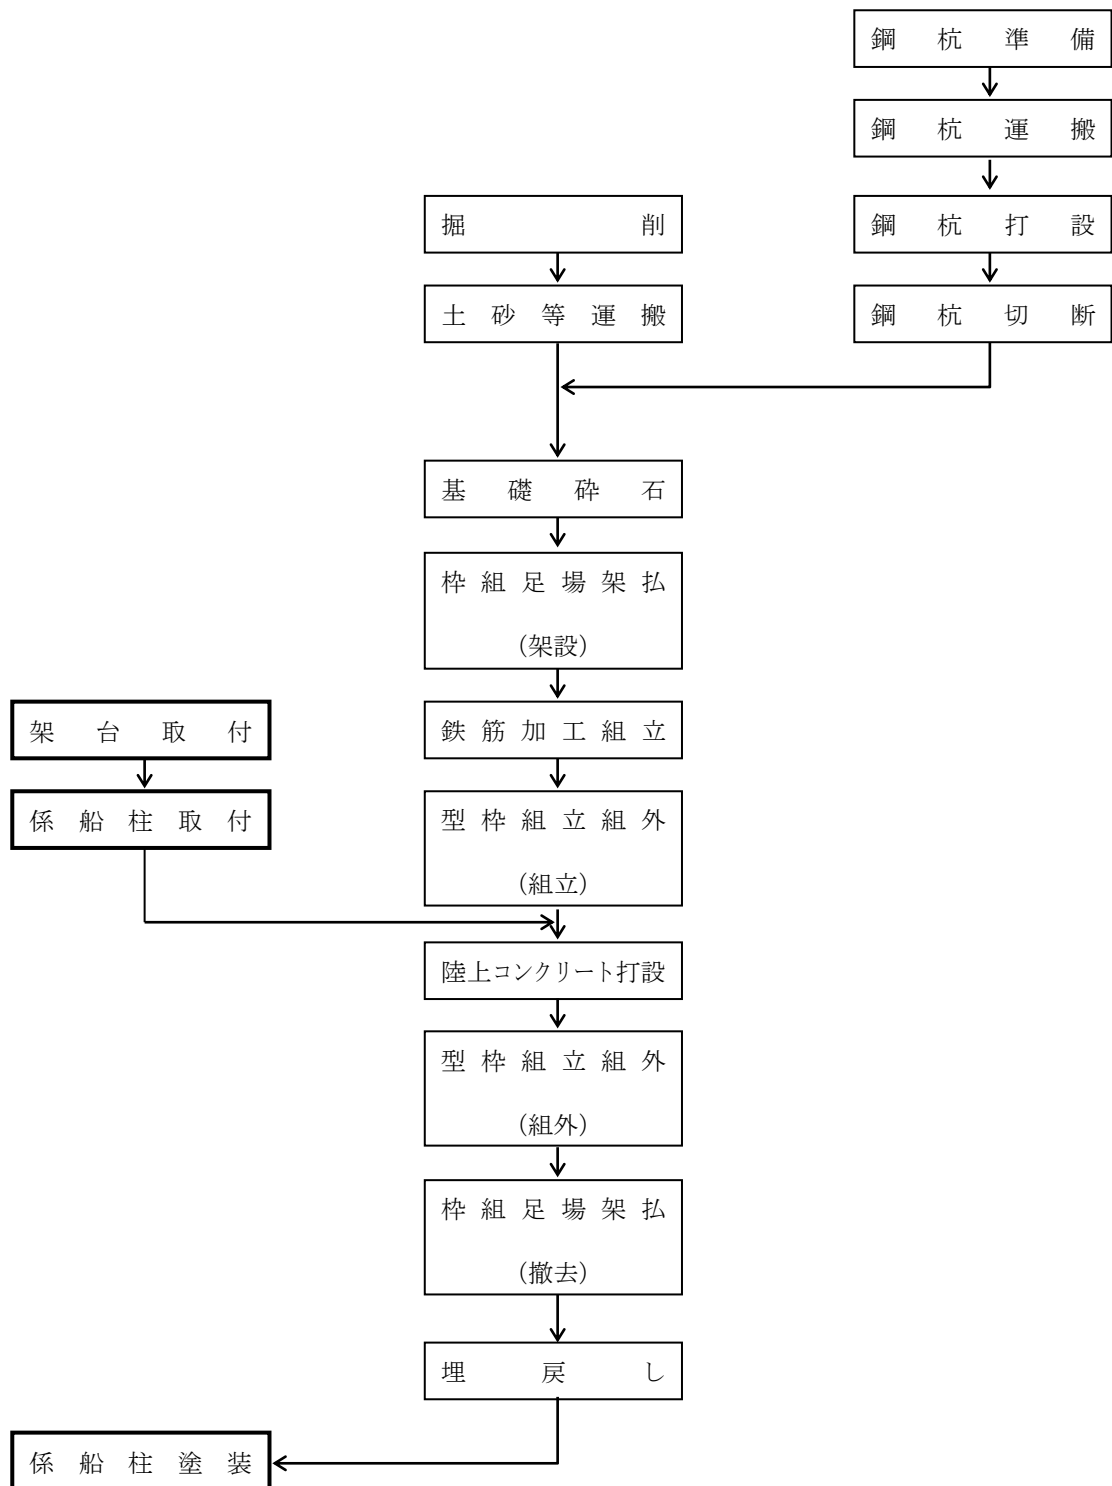 鋼杭準備
鋼杭運搬
掘削
鋼杭打設
土砂等運搬
鋼杭切断
基礎砕石
枠組足場架払
(架設)
架台取付
鉄筋加工組立
係船柱取付
型枠組立組外
(組立)
陸上コンクリート打設
型枠組立組外
(組外)
枠組足場架払
(撤去)
埋戻し
係船柱塗装